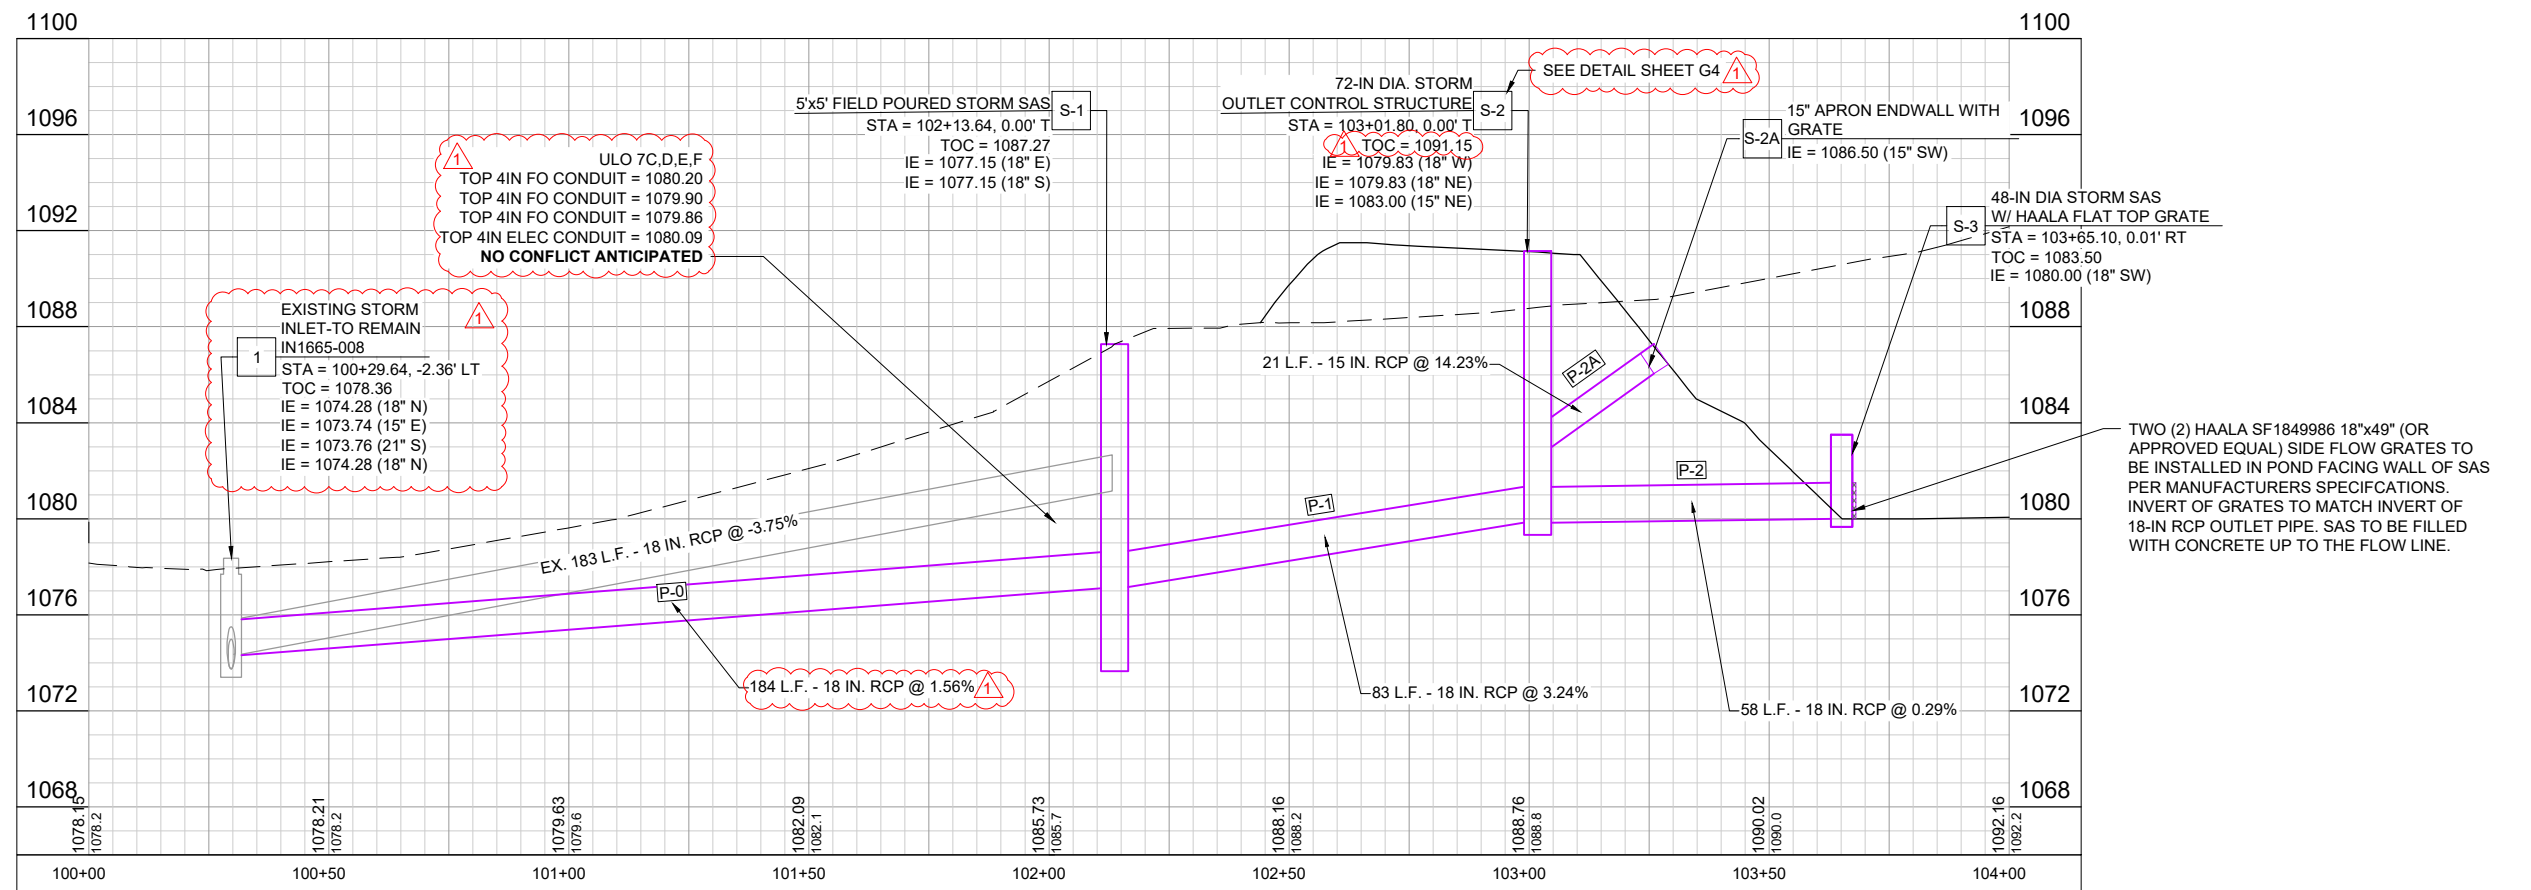 1100
1100
1096
1096
1092
1092
1088
1088
1084
1084
1080
1080
1076
1076
1072
1072
1068
1068
SEE DETAIL SHEET G4
1
72-IN DIA. STORM
OUTLET CONTROL STRUCTURE
S-2
STA = 103+01.80, 0.00' T
1
TOC = 1091.15
IE = 1079.83 (18" W)
IE = 1079.83 (18" NE)
IE = 1083.00 (15" NE)
5'x5' FIELD POURED STORM SAS
S-1
STA = 102+13.64, 0.00' T
TOC = 1087.27
IE = 1077.15 (18" E)
IE = 1077.15 (18" S)
S-2A
15" APRON ENDWALL WITH
GRATE
IE = 1086.50 (15" SW)
S-3
48-IN DIA STORM SAS
W/ HAALA FLAT TOP GRATE
STA = 103+65.10, 0.01' RT
TOC = 1083.50
IE = 1080.00 (18" SW)
1
ULO 7C,D,E,F
TOP 4IN FO CONDUIT = 1080.20
TOP 4IN FO CONDUIT = 1079.90
TOP 4IN FO CONDUIT = 1079.86
TOP 4IN ELEC CONDUIT = 1080.09
NO CONFLICT ANTICIPATED
EXISTING STORM
INLET-TO REMAIN
IN1665-008
1
1
STA = 100+29.64, -2.36' LT
TOC = 1078.36
IE = 1074.28 (18" N)
IE = 1073.74 (15" E)
IE = 1073.76 (21" S)
IE = 1074.28 (18" N)
21 L.F. - 15 IN. RCP @ 14.23%
P-2A
TWO (2) HAALA SF1849986 18"x49" (OR
APPROVED EQUAL) SIDE FLOW GRATES TO
BE INSTALLED IN POND FACING WALL OF SAS
PER MANUFACTURERS SPECIFCATIONS.
INVERT OF GRATES TO MATCH INVERT OF
18-IN RCP OUTLET PIPE. SAS TO BE FILLED
WITH CONCRETE UP TO THE FLOW LINE.
P-2
P-1
EX. 183 L.F. - 18 IN. RCP @ -3.75%
P-0
184 L.F. - 18 IN. RCP @ 1.56%
1
83 L.F. - 18 IN. RCP @ 3.24%
58 L.F. - 18 IN. RCP @ 0.29%
1078.15
1078.2
1078.21
1078.2
1079.63
1079.6
1082.09
1082.1
1085.73
1085.7
1088.16
1088.2
1088.76
1088.8
1090.02
1090.0
1092.16
1092.2
100+00
100+50
101+00
101+50
102+00
102+50
103+00
103+50
104+00